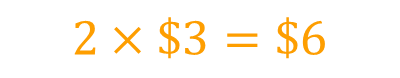 2 × $3 = $6